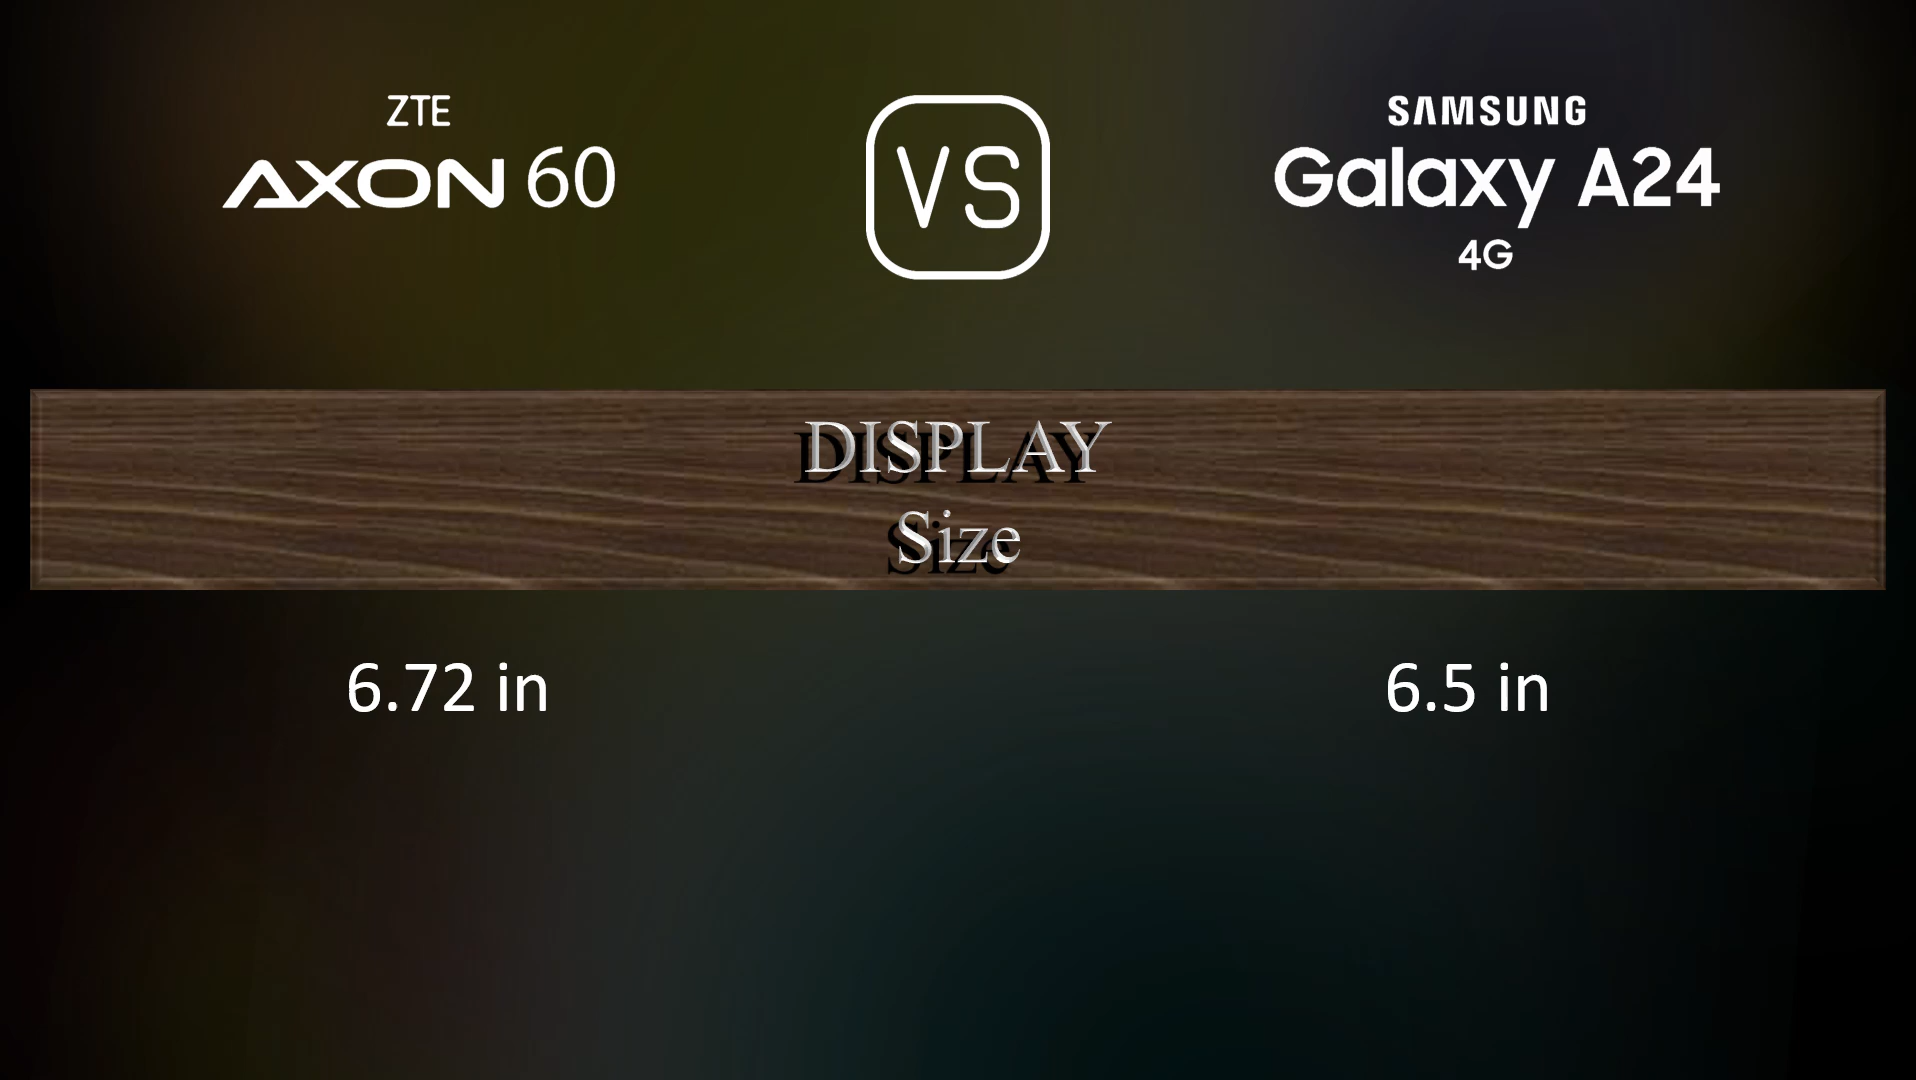 ZTE
AXON 60
VS
SAMSUNG
Galaxy A24
4G
DISPLAY
Size
6.72 in
6.5 in